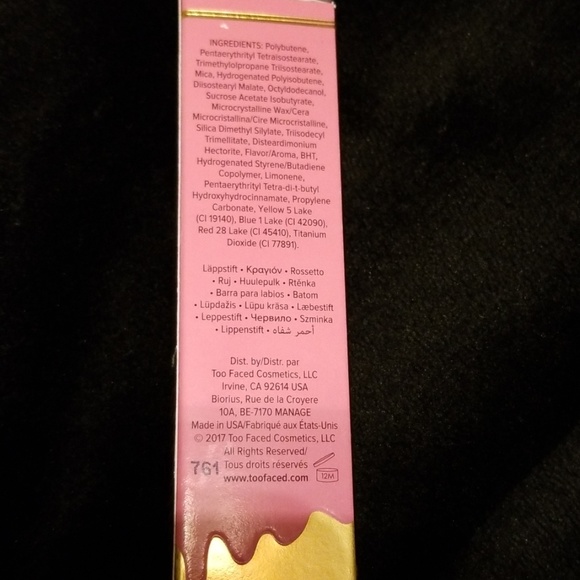 INGREDIENTS: Polybutene,
Pentaerythrityl Tetraisostearate,
Trimethylolpropane Triisostearate,
Mica, Hydrogenated Polyisobutene,
Diisostearyl Malate, Octyldodecanol,
Sucrose Acetate Isobutyrate,
Microcrystalline Wax/Cera
Microcristallina/Cire Microcristalline,
Silica Dimethyl Silylate, Triisodecyl
Trimellitate, Disteardimonium
Hectorite, Flavor/Aroma, BHT,
Hydrogenated Styrene/Butadiene
Copolymer, Limonene,
Pentaerythrityl Tetra-di-t-butyl
Hydroxyhydrocinnamate, Propylene
Carbonate, Yellow 5 Lake
(CI 19140), Blue 1 Lake (CI 42090),
Red 28 Lake (CI 45410), Titanium
Dioxide (CI 77891).
Läppstift • Κραγιόν • Rossetto
• Ruj • Huulepulk • Rtěnka
• Barra para labios • Batom
• Lūpdažis • Lūpu krāsa • Læbestift
• Leppestift • Червило • Szminka
• Lippenstift • أحمر شفاه
Dist. by/Distr. par
Too Faced Cosmetics, LLC
Irvine, CA 92614 USA
Biorius, Rue de la Croyere
10A, BE-7170 MANAGE
Made in USA/Fabriqué aux États-Unis
© 2017 Too Faced Cosmetics, LLC
All Rights Reserved/
Tous droits réservés
761
www.toofaced.com
12M